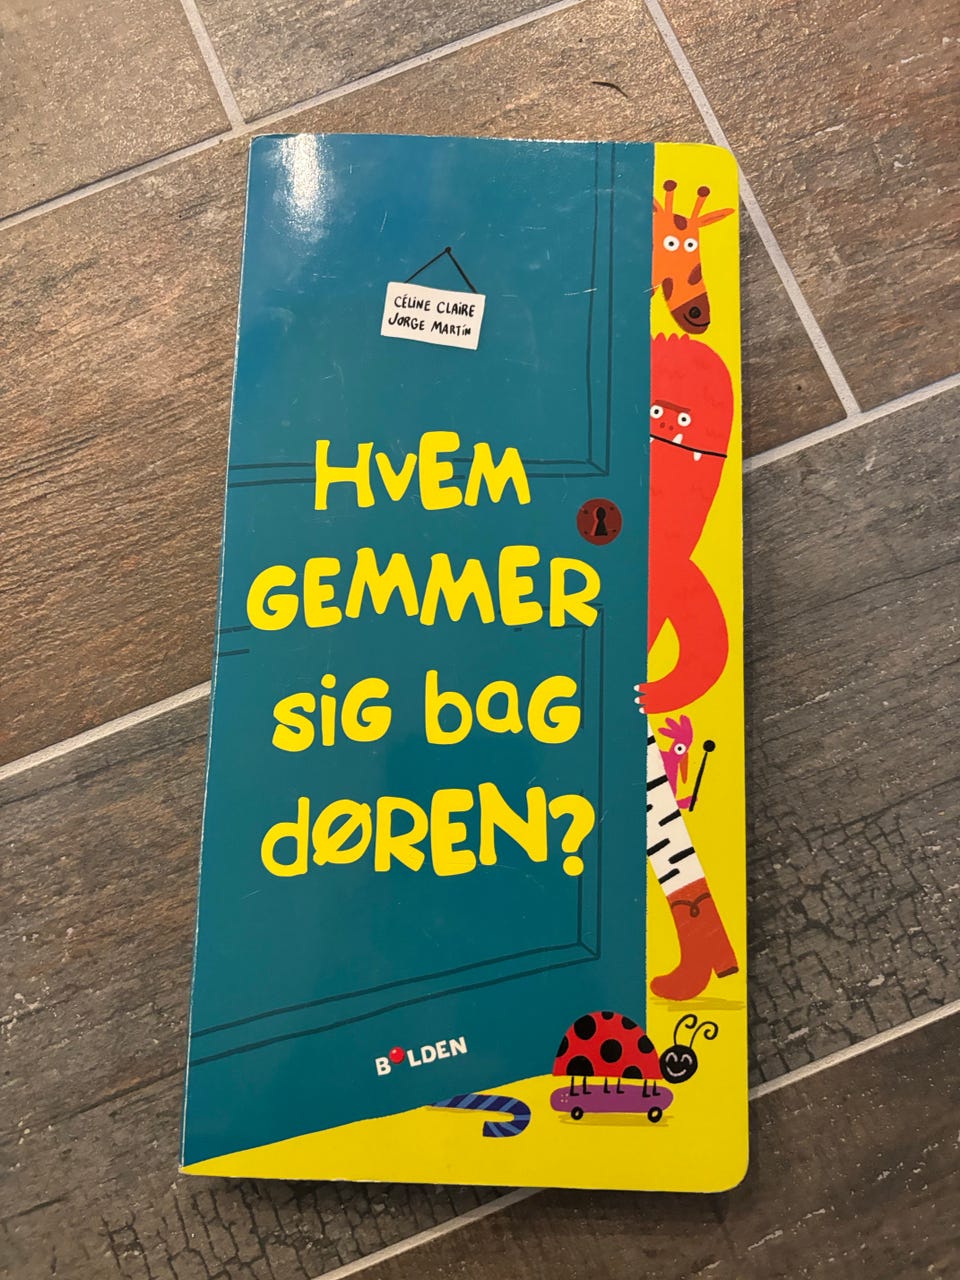 CÉLINE CLAIRE
JORGE MARTÍN
HVEM
GEMMER
SIG BAG
DØREN?
BOLDEN